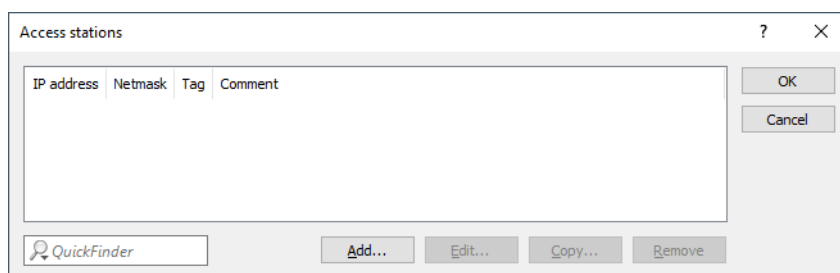 Access stations
?
IP address Netmask Tag Comment
OK
Cancel
QuickFinder
Add...
Edit...
Copy...
Remove